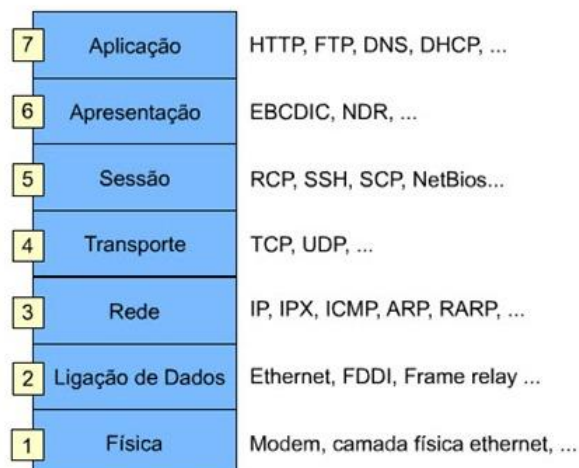 7 Aplicação HTTP, FTP, DNS, DHCP, ...
6 Apresentação EBCDIC, NDR, ...
5 Sessão RCP, SSH, SCP, NetBios...
4 Transporte TCP, UDP, ...
3 Rede IP, IPX, ICMP, ARP, RARP, ...
2 Ligação de Dados Ethernet, FDDI, Frame relay ...
1 Física Modem, camada física ethernet, ...